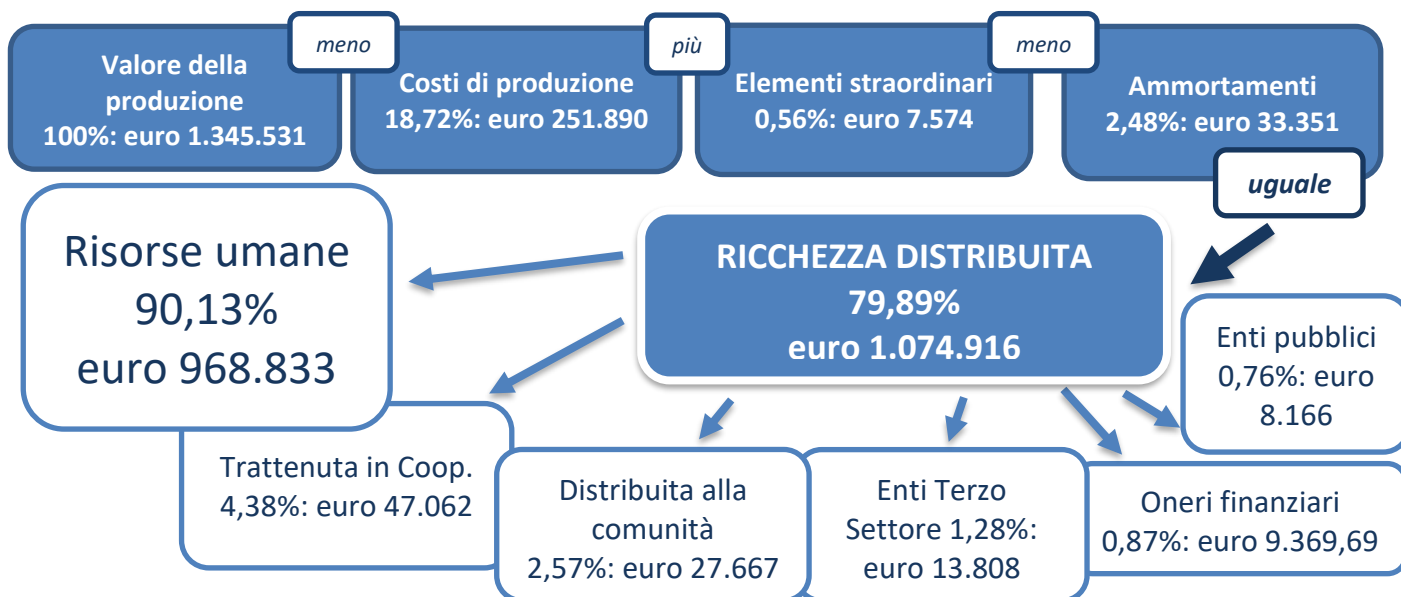 meno
più
meno
Valore della
produzione
100%: euro 1.345.531
Costi di produzione
18,72%: euro 251.890
Elementi straordinari
0,56%: euro 7.574
Ammortamenti
2,48%: euro 33.351
uguale
Risorse umane
90,13%
euro 968.833
RICCHEZZA DISTRIBUITA
79,89%
euro 1.074.916
Enti pubblici
0,76%: euro
8.166
Trattenuta in Coop.
4,38%: euro 47.062
Distribuita alla
comunità
2,57%: euro 27.667
Enti Terzo
Settore 1,28%:
euro 13.808
Oneri finanziari
0,87%: euro 9.369,69